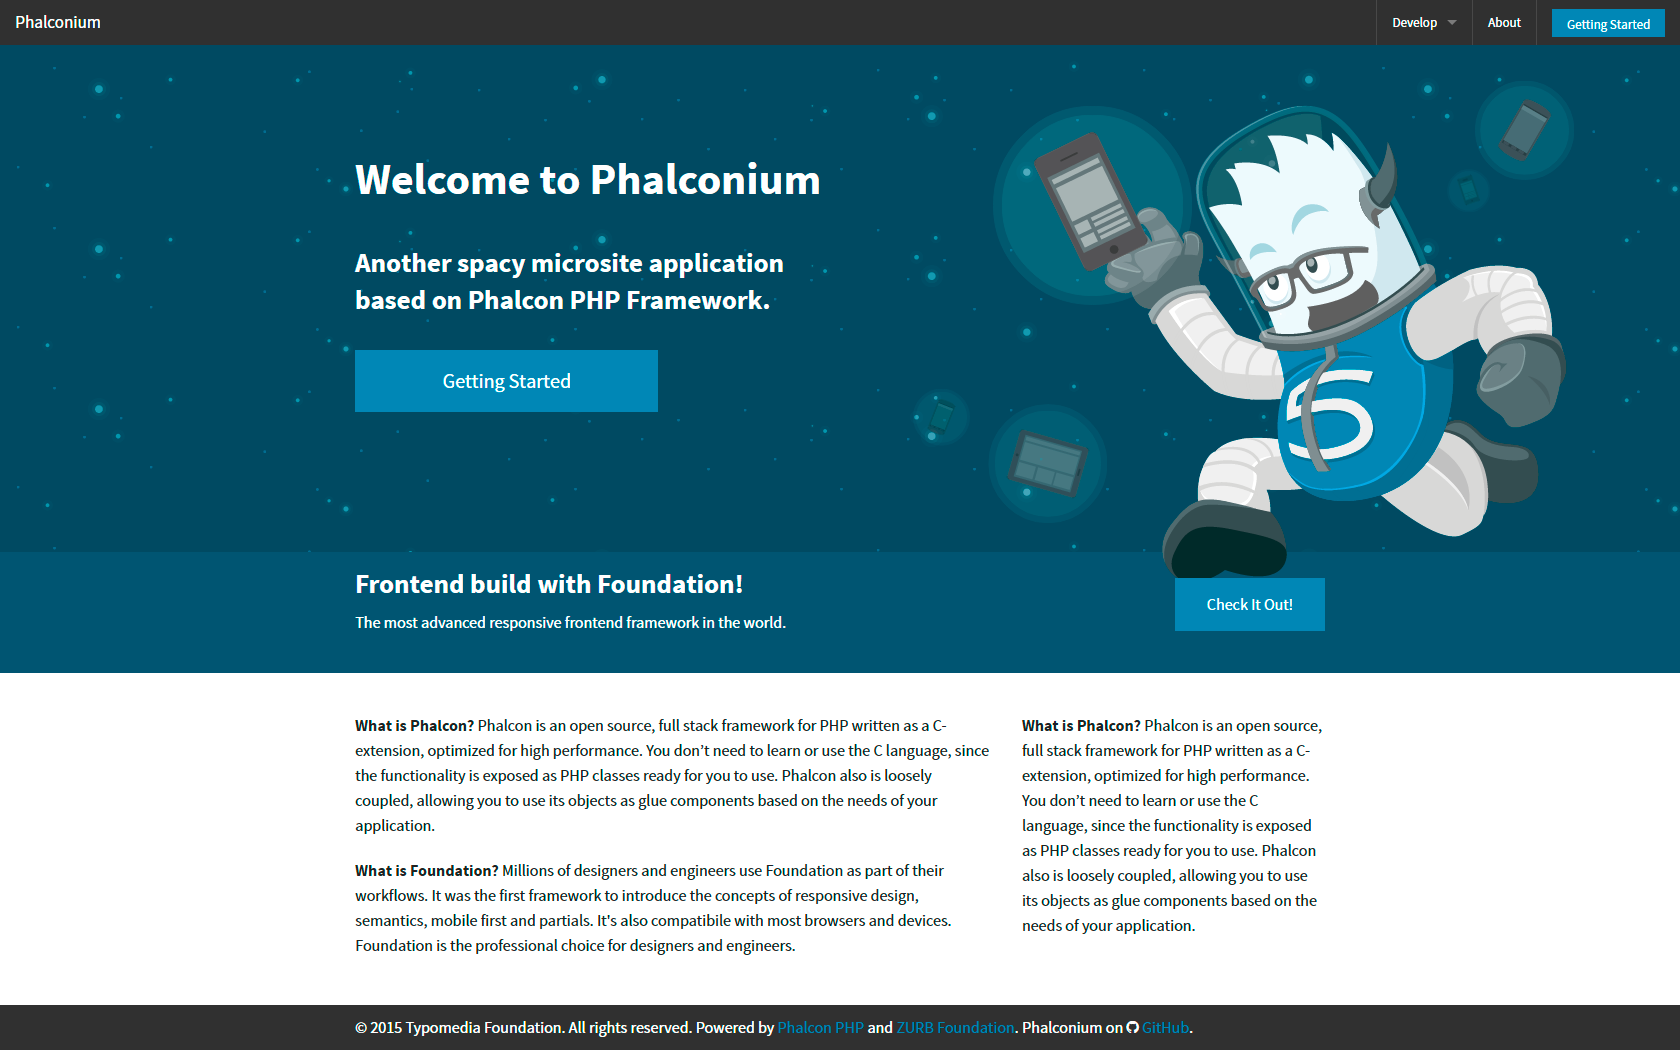 Phalconium
Develop
About
Getting Started
Welcome to Phalconium
Another spacy microsite application
based on Phalcon PHP Framework.
Getting Started
S
Frontend build with Foundation!
The most advanced responsive frontend framework in the world.
Check It Out!
What is Phalcon? Phalcon is an open source, full stack framework for PHP written as a C-
extension, optimized for high performance. You don’t need to learn or use the C language, since
the functionality is exposed as PHP classes ready for you to use. Phalcon also is loosely
coupled, allowing you to use its objects as glue components based on the needs of your
application.
What is Foundation? Millions of designers and engineers use Foundation as part of their
workflows. It was the first framework to introduce the concepts of responsive design,
semantics, mobile first and partials. It's also compatibile with most browsers and devices.
Foundation is the professional choice for designers and engineers.
What is Phalcon? Phalcon is an open source,
full stack framework for PHP written as a C-
extension, optimized for high performance.
You don’t need to learn or use the C
language, since the functionality is exposed
as PHP classes ready for you to use. Phalcon
also is loosely coupled, allowing you to use
its objects as glue components based on the
needs of your application.
© 2015 Typomedia Foundation. All rights reserved. Powered by Phalcon PHP and ZURB Foundation. Phalconium on GitHub.